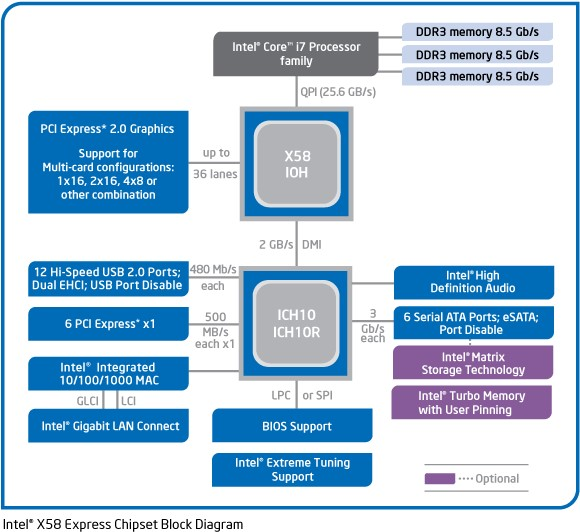 Intel® Core™ i7 Processor
family
DDR3 memory 8.5 Gb/s
DDR3 memory 8.5 Gb/s
DDR3 memory 8.5 Gb/s
QPI (25.6 GB/s)
PCI Express* 2.0 Graphics
Support for
Multi-card configurations:
1x16, 2x16, 4x8 or
other combination
up to
36 lanes
X58
IOH
2 GB/s DMI
12 Hi-Speed USB 2.0 Ports;
Dual EHCI; USB Port Disable
480 Mb/s
each
6 PCI Express* x1
500
MB/s
each x1
ICH10
ICH10R
Intel® High
Definition Audio
3
Gb/s
each
6 Serial ATA Ports; eSATA;
Port Disable
Intel® Matrix
Storage Technology
Intel® Turbo Memory
with User Pinning
Intel® Integrated
10/100/1000 MAC
GLCI LCI
Intel® Gigabit LAN Connect
LPC or SPI
BIOS Support
Intel® Extreme Tuning
Support
Optional
Intel® X58 Express Chipset Block Diagram